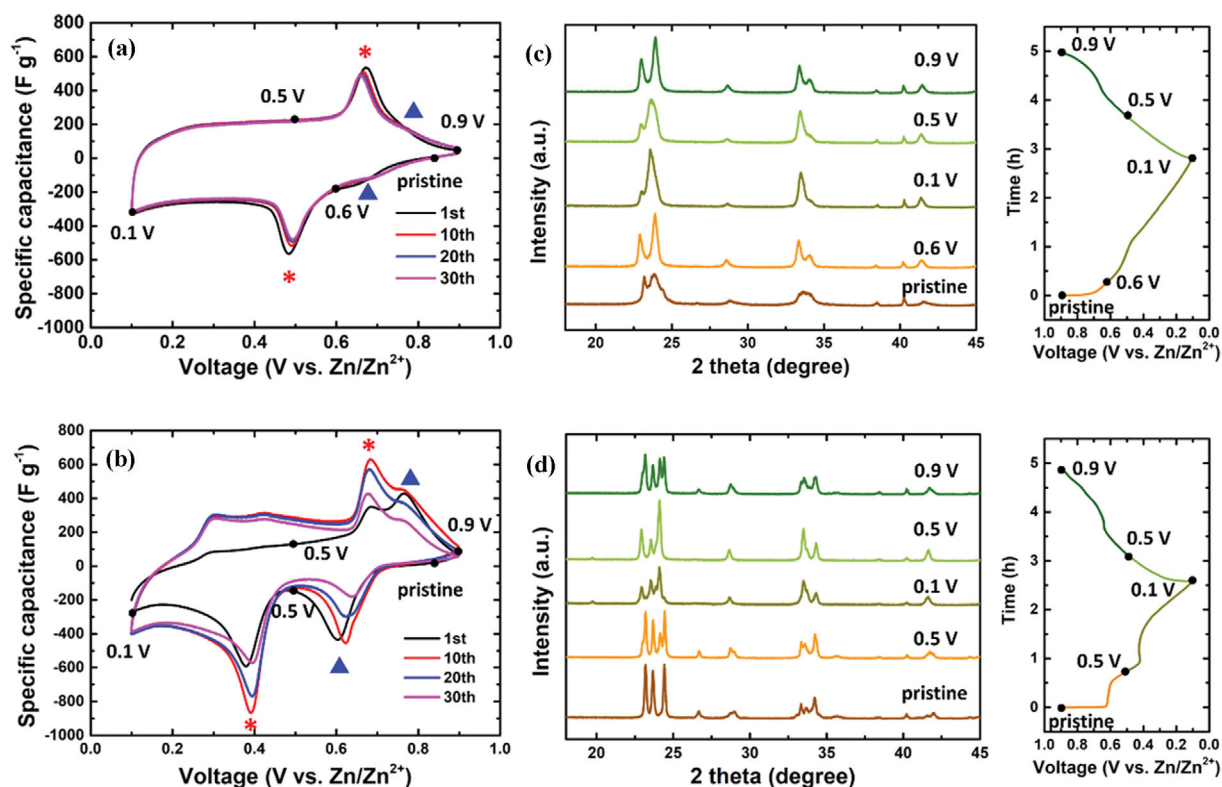 (a)
Specific capacitance (F g⁻¹)
800
600
400
200
0
-200
-400
-600
-800
-1000
*
0.5 V
0.9 V
pristine
0.6 V
0.1 V
1st
10th
20th
30th
*
0.0 0.2 0.4 0.6 0.8 1.0
Voltage (V vs. Zn/Zn²⁺)
(c)
Intensity (a.u.)
0.9 V
0.5 V
0.1 V
0.6 V
pristine
20 25 30 35 40 45
2 theta (degree)
Time (h)
5
4
3
2
1
0
0.9 V
0.5 V
0.1 V
0.6 V
pristine
1.0 0.8 0.6 0.4 0.2 0.0
Voltage (V vs. Zn/Zn²⁺)
(b)
Specific capacitance (F g⁻¹)
800
600
400
200
0
-200
-400
-600
-800
-1000
*
0.9 V
0.5 V
pristine
0.5 V
0.1 V
1st
10th
20th
30th
*
0.0 0.2 0.4 0.6 0.8 1.0
Voltage (V vs. Zn/Zn²⁺)
(d)
Intensity (a.u.)
0.9 V
0.5 V
0.1 V
0.5 V
pristine
20 25 30 35 40 45
2 theta (degree)
Time (h)
5
4
3
2
1
0
0.9 V
0.5 V
0.1 V
0.5 V
pristine
1.0 0.8 0.6 0.4 0.2 0.0
Voltage (V vs. Zn/Zn²⁺)